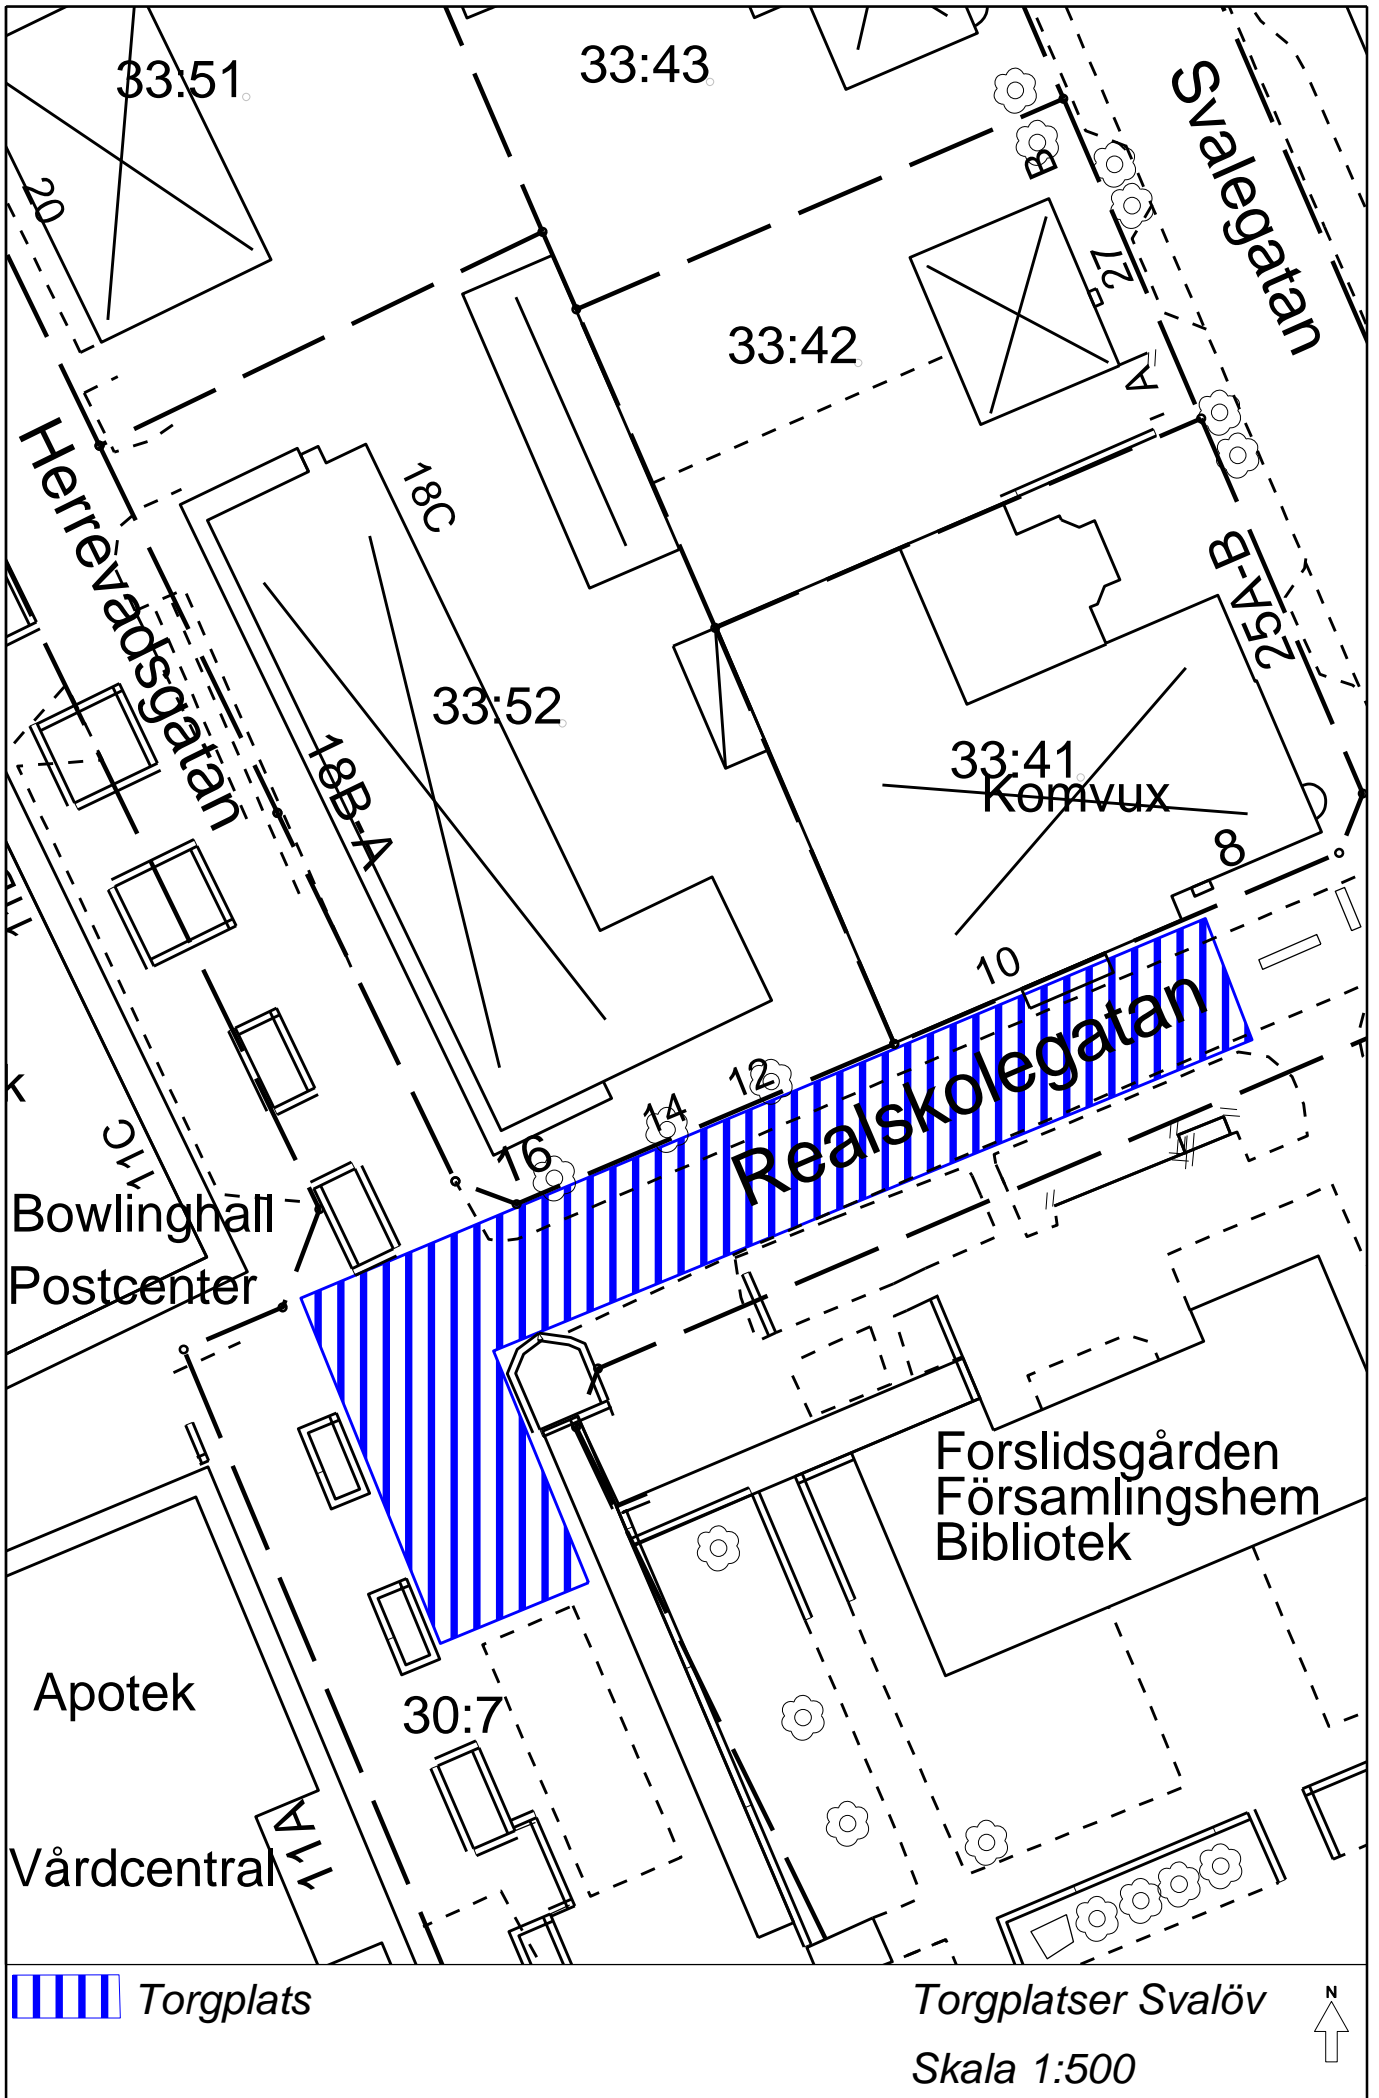 33:51
33:43
Svalegatan
20
B
27
33:42
A
Herrevadsgatan
18C
25A-B
33:52
18B-A
33:41
Komvux
8
10
k
11C
12
14
16
Realskolegatan
Bowlinghall
Postcenter
Forslidsgården
Församlingshem
Bibliotek
Apotek
30:7
11A
Vårdcentral
Torgplats
Torgplatser Svalöv
N
Skala 1:500